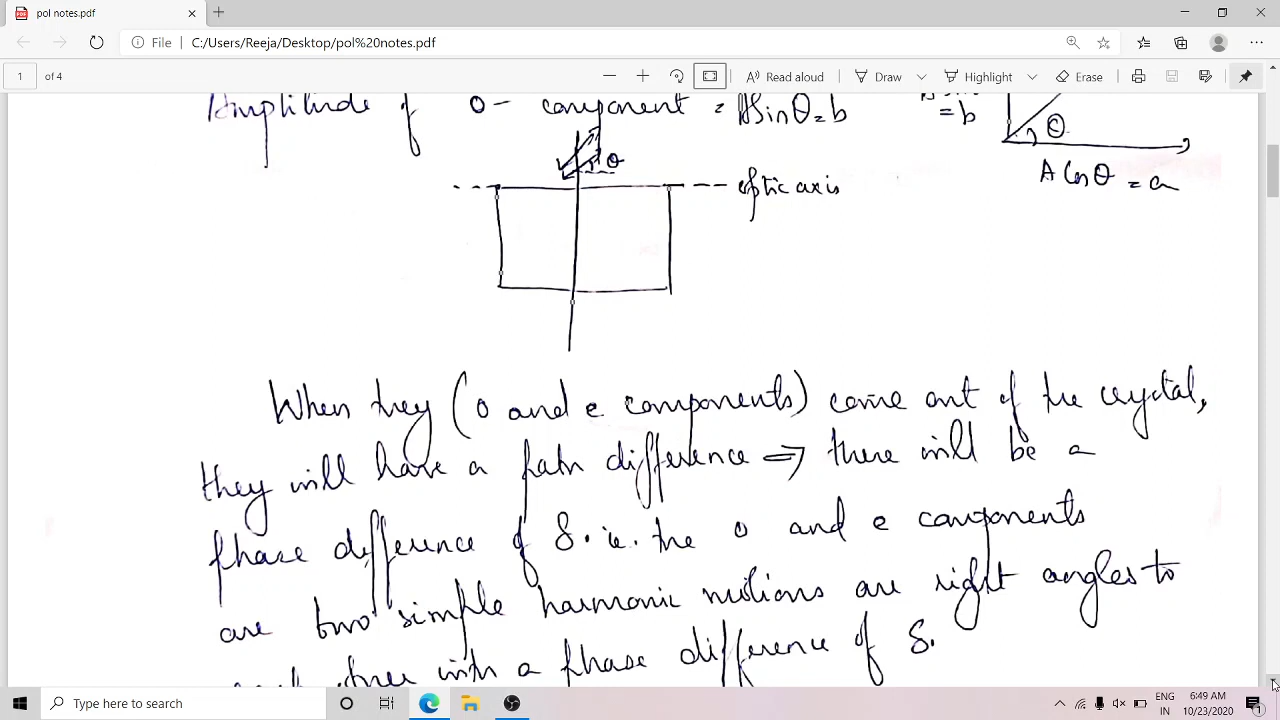 pol notes.pdf
File C:/Users/Reeja/Desktop/pol%20notes.pdf
1 of 4 Read aloud Draw Highlight Erase
Amplitude of o- component = ASinθ=b
= b
θ
θ
A Cosθ = a
optic axis
When they (o and e components) come out of the crystal,
they will have a path difference ⇒ there will be a
phase difference of δ. i.e. the o and e components
are two simple harmonic motions are right angles to
with a phase difference of δ.
Type here to search
ENG
IN
6:49 AM
10/23/2020
1